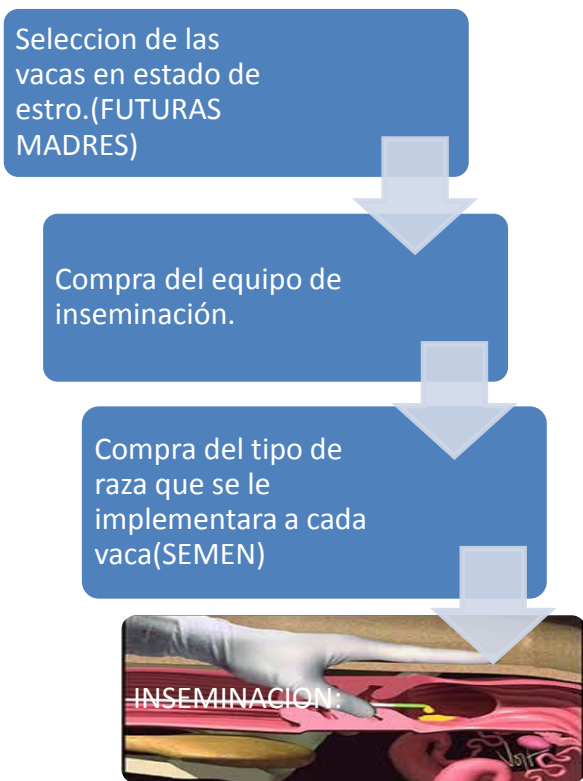 Seleccion de las
vacas en estado de
estro.(FUTURAS
MADRES)
Compra del equipo de
inseminación.
Compra del tipo de
raza que se le
implementara a cada
vaca(SEMEN)
INSEMINACION: